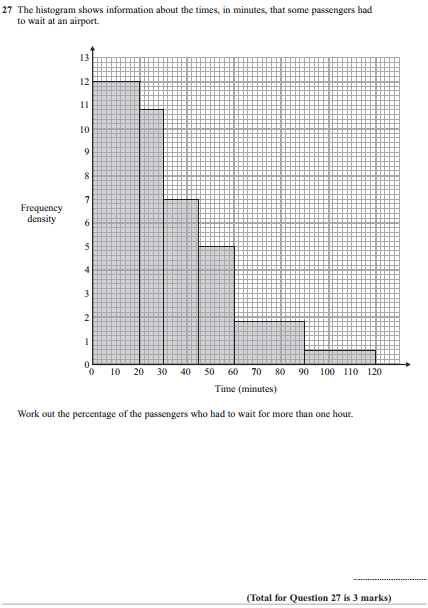 27 The histogram shows information about the times, in minutes, that some passengers had
to wait at an airport.
13
12
11
10
9
8
7
Frequency
density
6
5
4
3
2
1
0
0 10 20 30 40 50 60 70 80 90 100 110 120
Time (minutes)
Work out the percentage of the passengers who had to wait for more than one hour.
(Total for Question 27 is 3 marks)